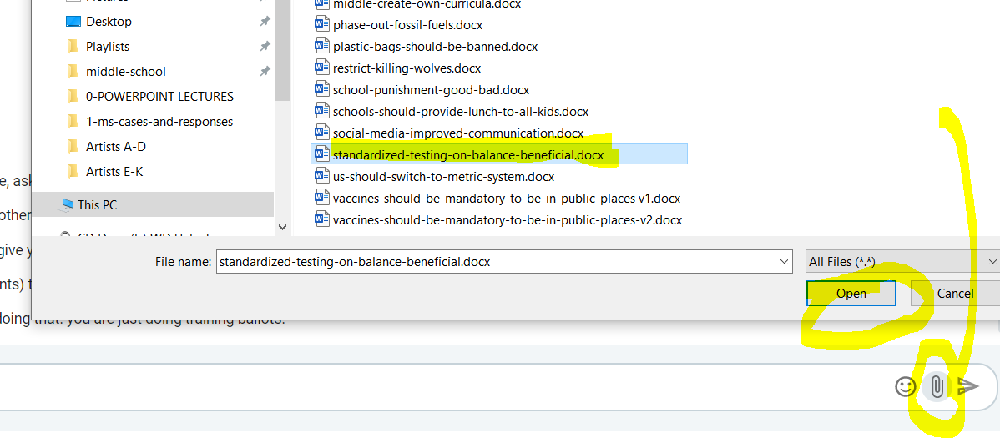 Desktop
Playlists
middle-school
0-POWERPOINT LECTURES
1-ms-cases-and-responses
Artists A-D
Artists E-K
This PC
middle-create-own-curricula.docx
phase-out-fossil-fuels.docx
plastic-bags-should-be-banned.docx
restrict-killing-wolves.docx
school-punishment-good-bad.docx
schools-should-provide-lunch-to-all-kids.docx
social-media-improved-communication.docx
standardized-testing-on-balance-beneficial.docx
us-should-switch-to-metric-system.docx
vaccines-should-be-mandatory-to-be-in-public-places v1.docx
vaccines-should-be-mandatory-to-be-in-public-places-v2.docx
File name: standardized-testing-on-balance-beneficial.docx
All Files (*.*)
Open Cancel
e, ask
other
give y
nts) t
doing that. you are just doing training ballots.